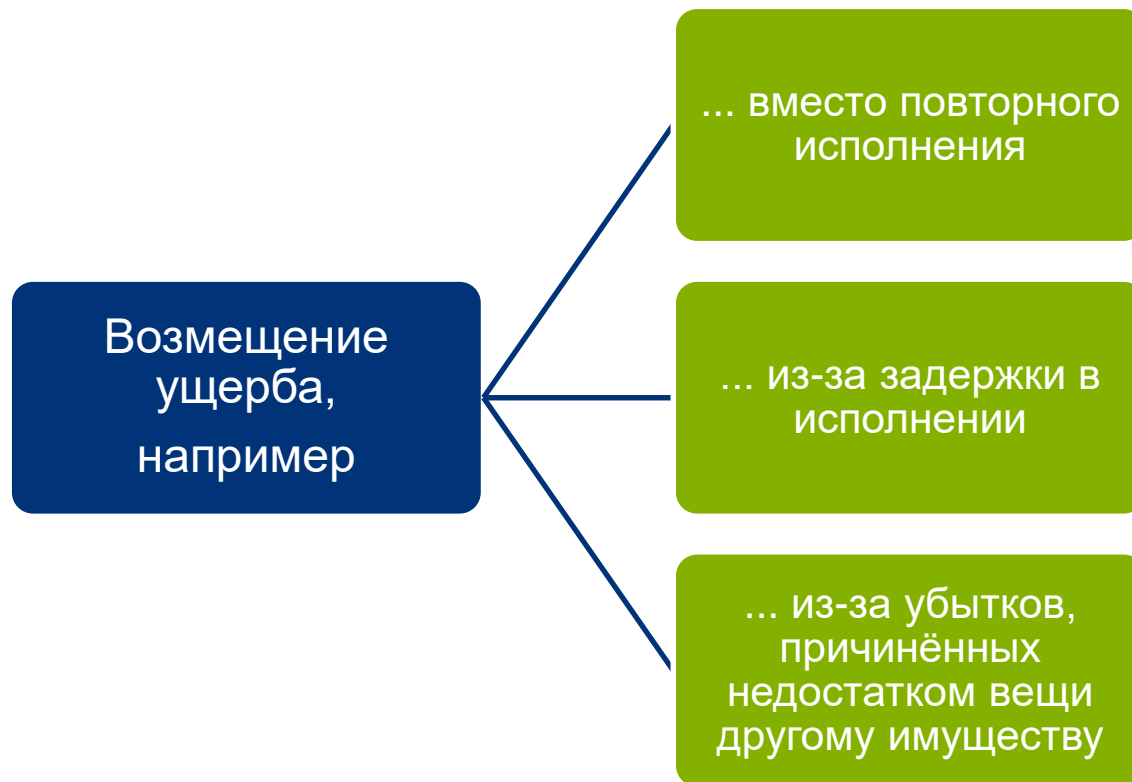 Возмещение
ущерба,
например
... вместо повторного
исполнения
... из-за задержки в
исполнении
... из-за убытков,
причинённых
недостатком вещи
другому имуществу